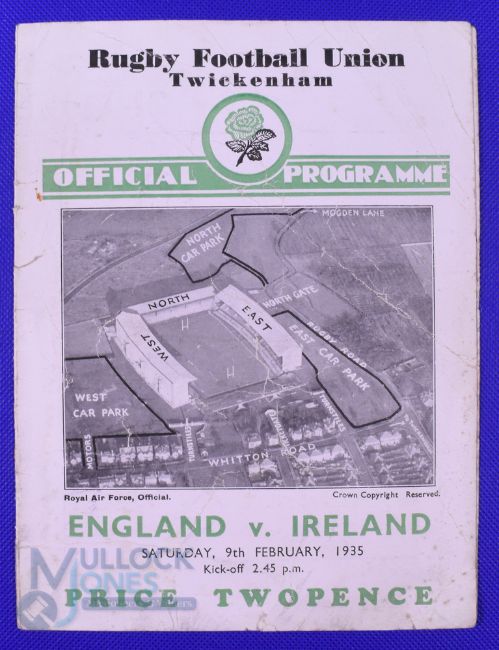 Rugby Football Union
Twickenham
OFFICIAL PROGRAMME
MOGDEN LANE
NORTH
CAR PARK
NORTH GATE
NORTH
EAST
WEST
RUGBY ROAD
EAST CAR PARK
WEST
CAR PARK
MOTORS
TURNSTILES
TURNSTILES
WHITTON ROAD
Royal Air Force, Official.
Crown Copyright Reserved.
ENGLAND v. IRELAND
SATURDAY, 9TH FEBRUARY, 1935
Kick-off 2.45 p.m.
PRICE TWOPENCE
MULLOCK
JONES